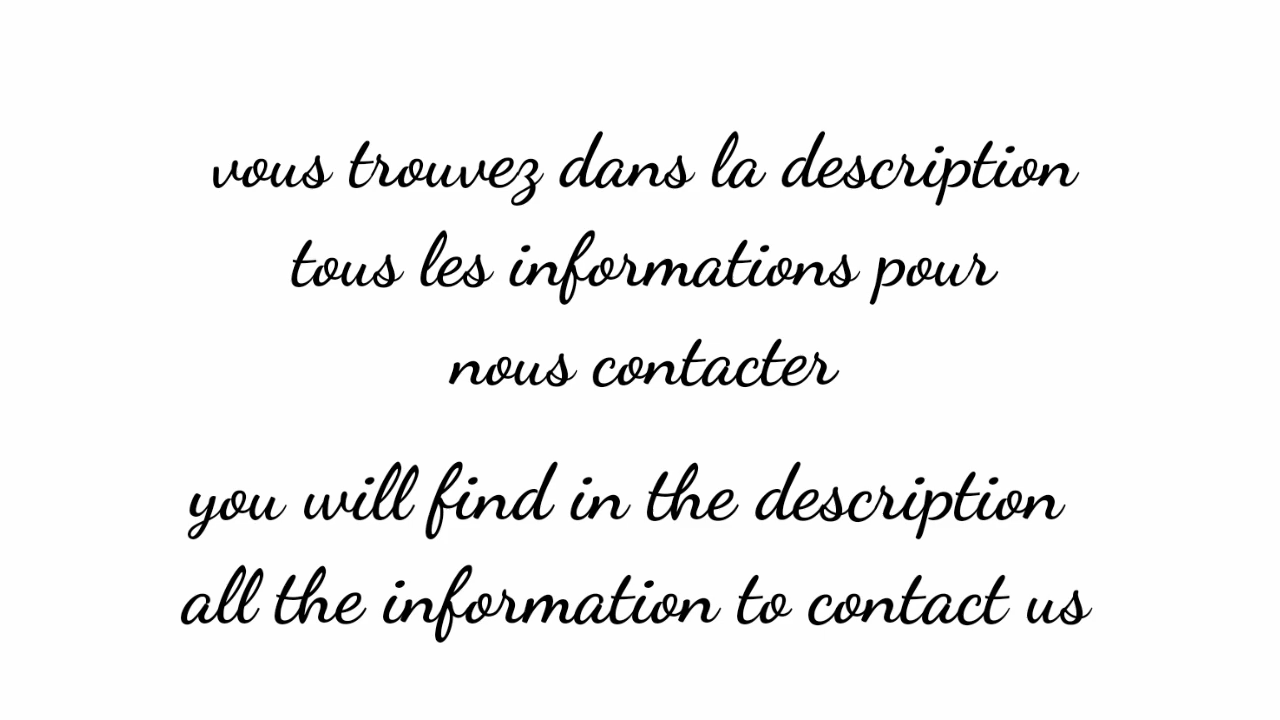 vous trouvez dans la description
tous les informations pour
nous contacter
you will find in the description
all the information to contact us